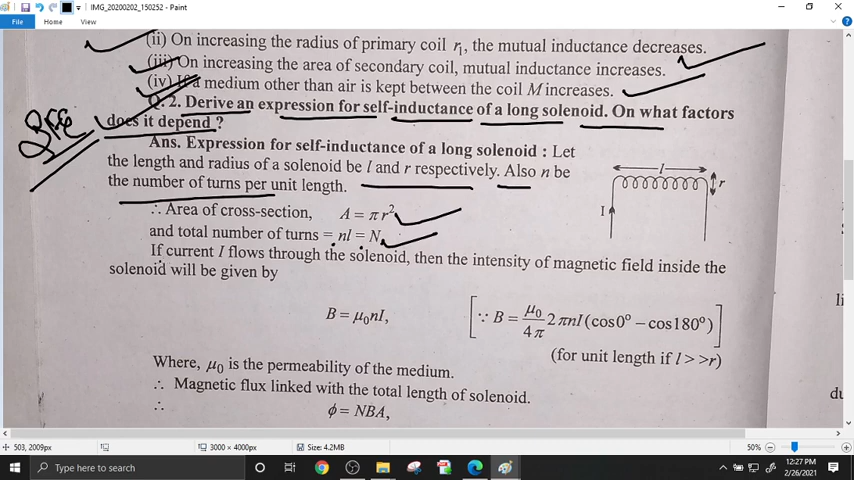 IMG_20200202_150252 - Paint
File Home View
(ii) On increasing the radius of primary coil r₁, the mutual inductance decreases.
(iii) On increasing the area of secondary coil, mutual inductance increases.
(iv) If a medium other than air is kept between the coil M increases.
Q. 2. Derive an expression for self-inductance of a long solenoid. On what factors
does it depend ?
Ans. Expression for self-inductance of a long solenoid : Let
the length and radius of a solenoid be l and r respectively. Also n be
the number of turns per unit length.
l
r
I
∴ Area of cross-section, A = πr²
and total number of turns = nl = N.
If current I flows through the solenoid, then the intensity of magnetic field inside the
solenoid will be given by
B = μ₀nI, [∵ B = μ₀/4π 2πnI (cos0° − cos180°)]
(for unit length if l > > r)
Where, μ₀ is the permeability of the medium.
∴ Magnetic flux linked with the total length of solenoid.
∴ ϕ = NBA,
li
du
503, 2009px 3000 × 4000px Size: 4.2MB 50%
Type here to search
12:27 PM
2/26/2021